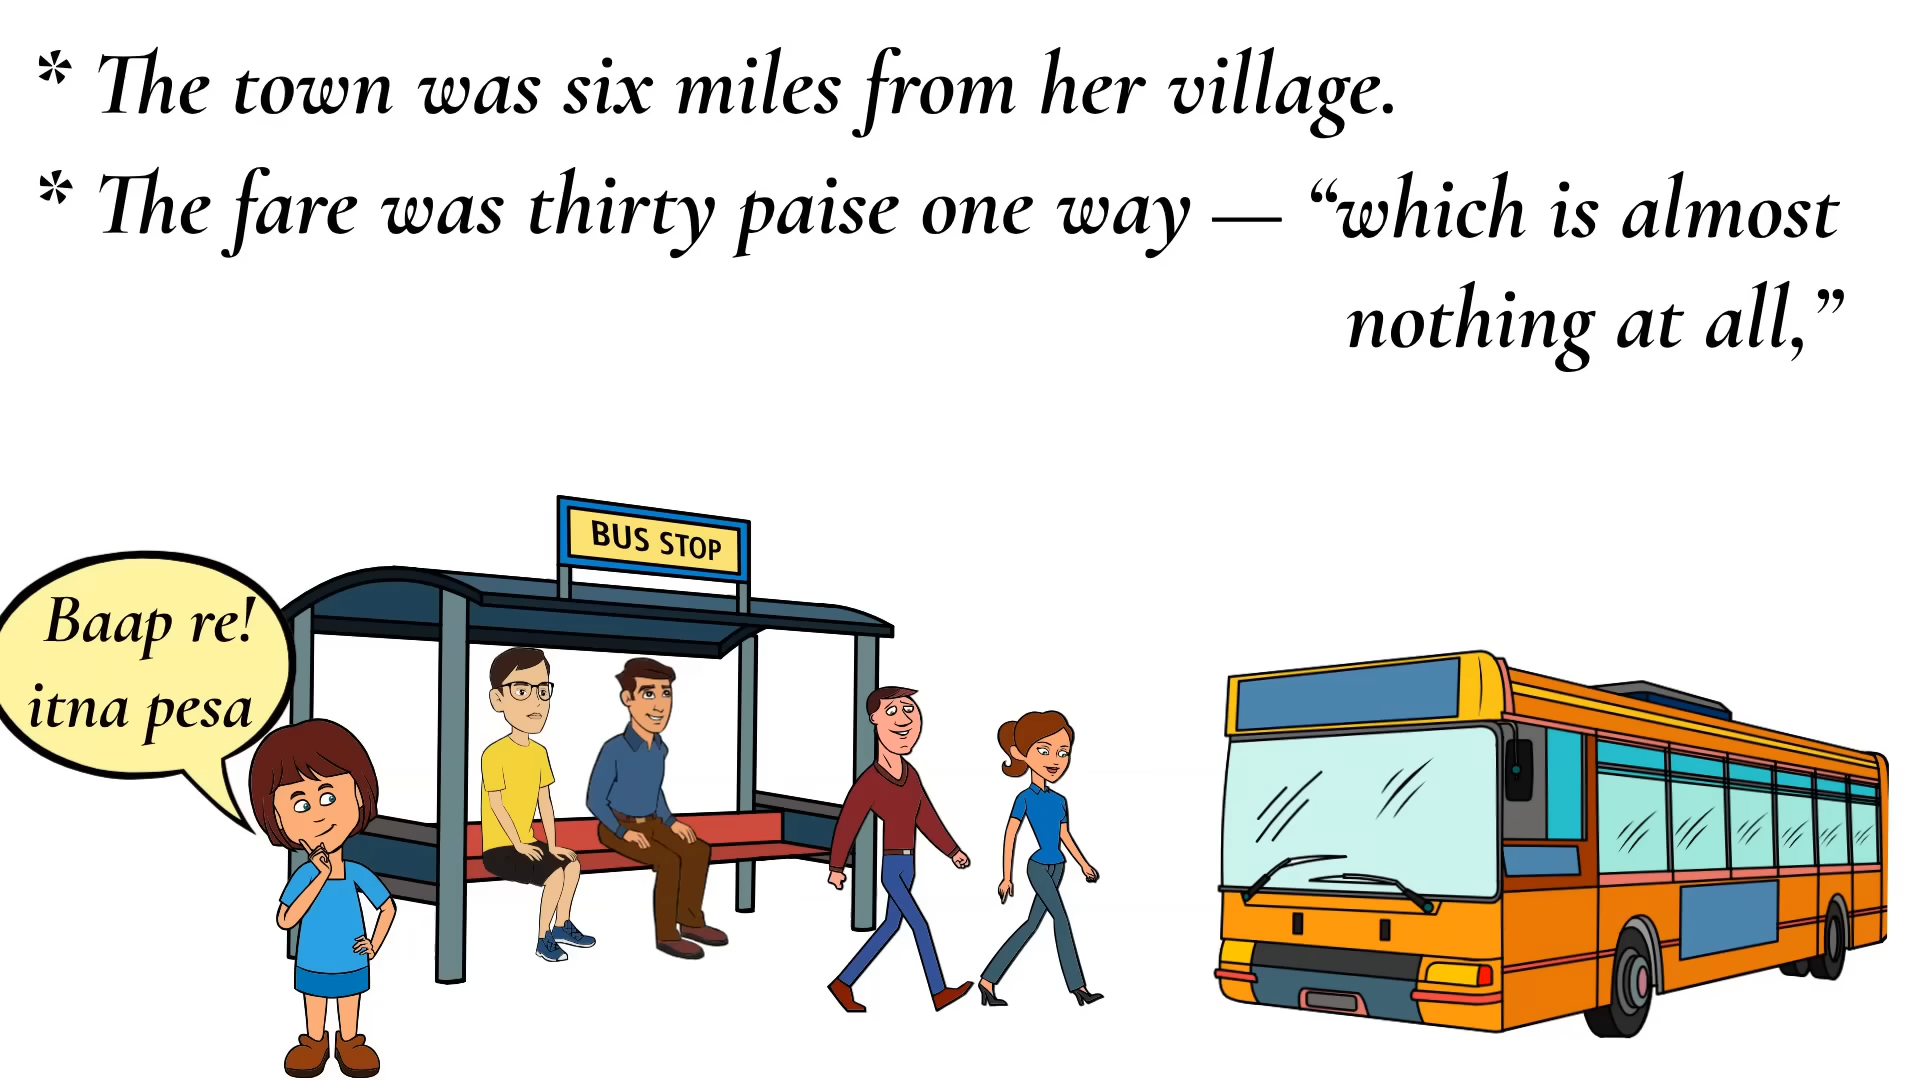 * The town was six miles from her village.
* The fare was thirty paise one way — “which is almost
nothing at all,”
BUS STOP
Baap re!
itna pesa